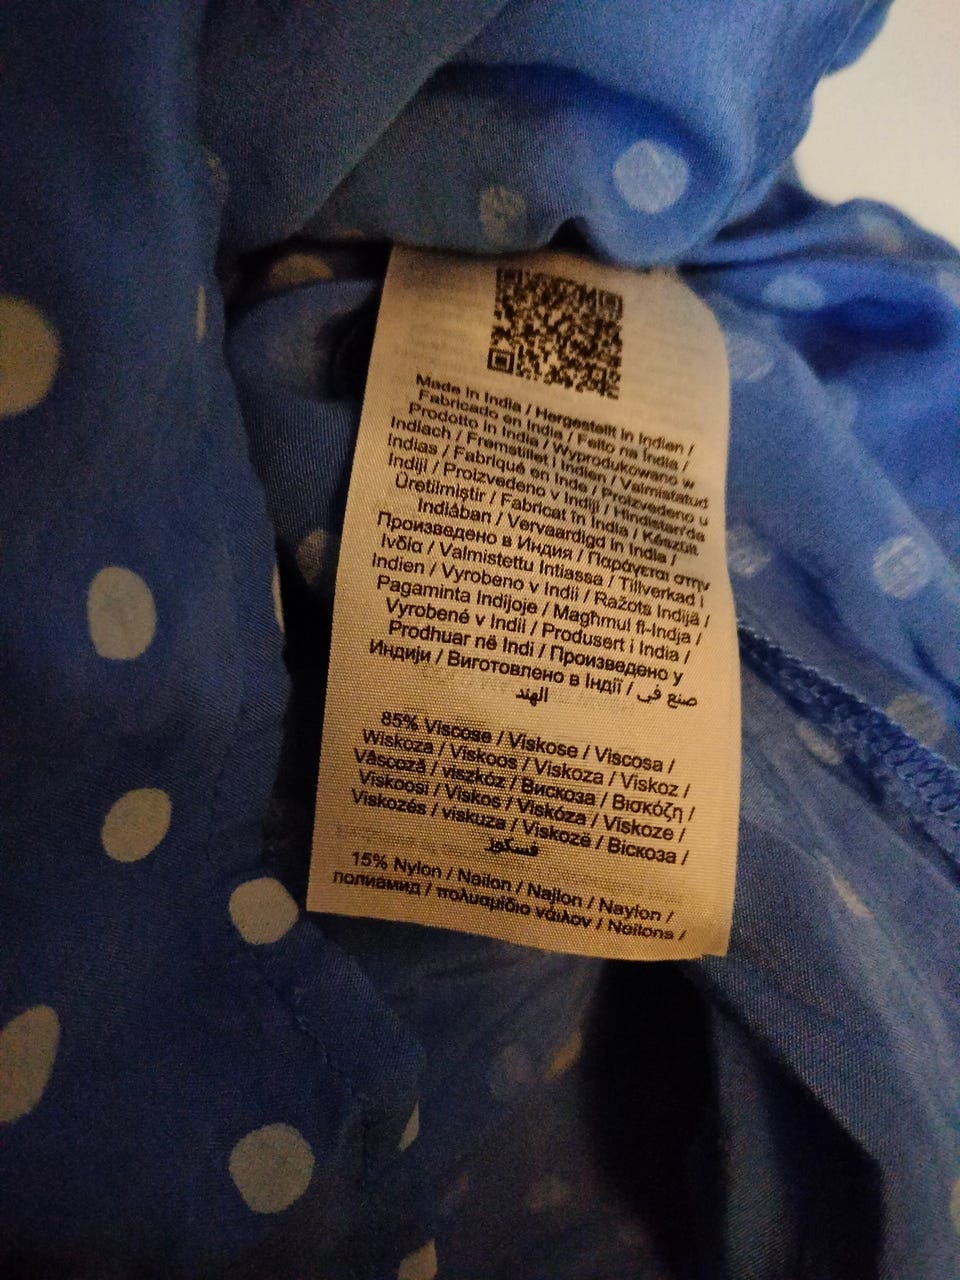 Made in India / Hergestellt in Indien /
Fabricado en India / Feito na Índia /
Prodotto in India / Wyprodukowano w
Indiach / Fremstillet i Indien / Valmistatud
Indias / Fabriqué en Inde / Proizvedeno u
Indiji / Proizvedeno v Indiji / Hindistan'da
Üretilmiştir / Fabricat în India / Készült
Indiában / Vervaardigd in India /
Произведено в Индия / Παράγεται στην
Ινδία / Valmistettu Intiassa / Tillverkad i
Indien / Vyrobeno v Indii / Ražots Indijā /
Pagaminta Indijoje / Magħmul fl-Indja /
Vyrobené v Indii / Produsert i India /
Prodhuar në Indi / Произведено у
Индији / Виготовлено в Індії / صنع في
الهند
85% Viscose / Viskose / Viscosa /
Wiskoza / Viskoos / Viskoza / Viskoz /
Vâscoză / viszkóz / Вискоза / Βισκόζη /
Viskoosi / Viskos / Viskóza / Viskoze /
Viskozės / viskuza / Viskozë / Віскоза /
فسكوز
15% Nylon / Nailon / Najlon / Naylon /
полиамид / πολυαμίδιο νάιλον / Neilons /